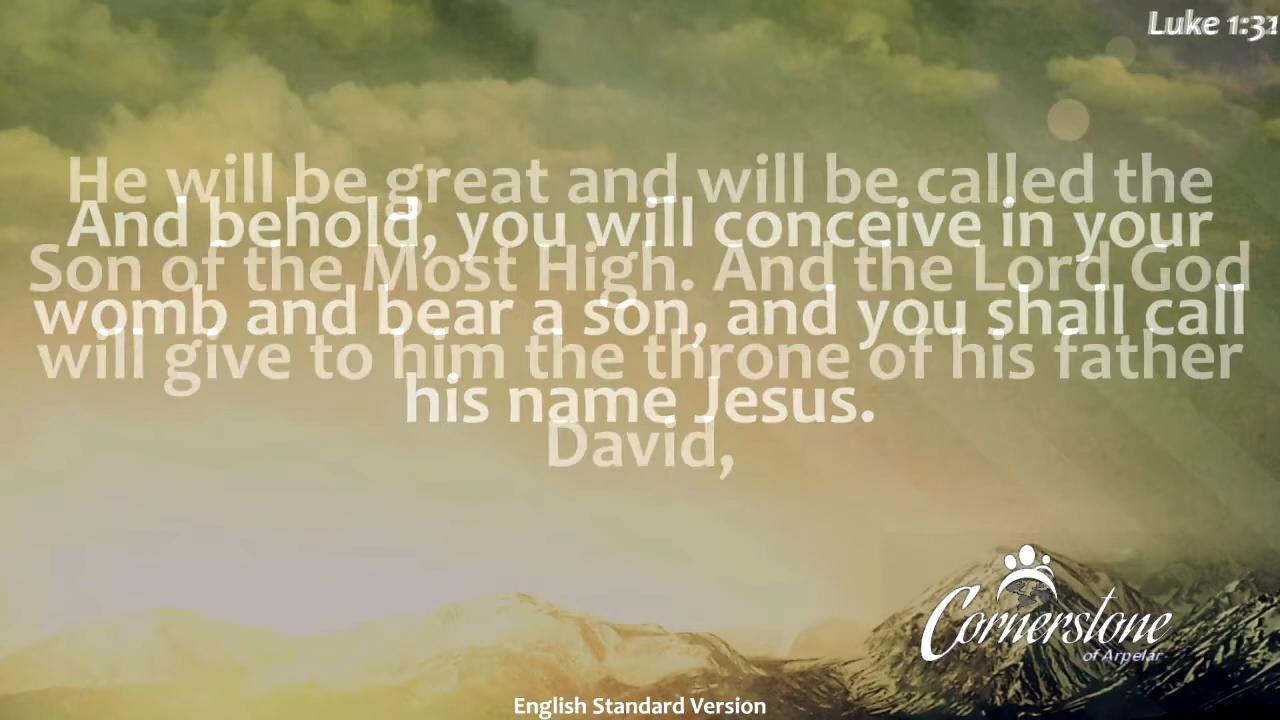 Luke 1:31
And behold, you will conceive in your
womb and bear a son, and you shall call
his name Jesus.
He will be great and will be called the
Son of the Most High. And the Lord God
will give to him the throne of his father
David,
Cornerstone
of Arpelar
English Standard Version